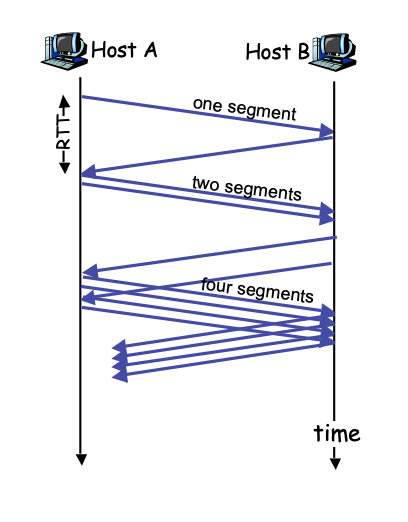 Host A
Host B
one segment
RTT
two segments
four segments
time